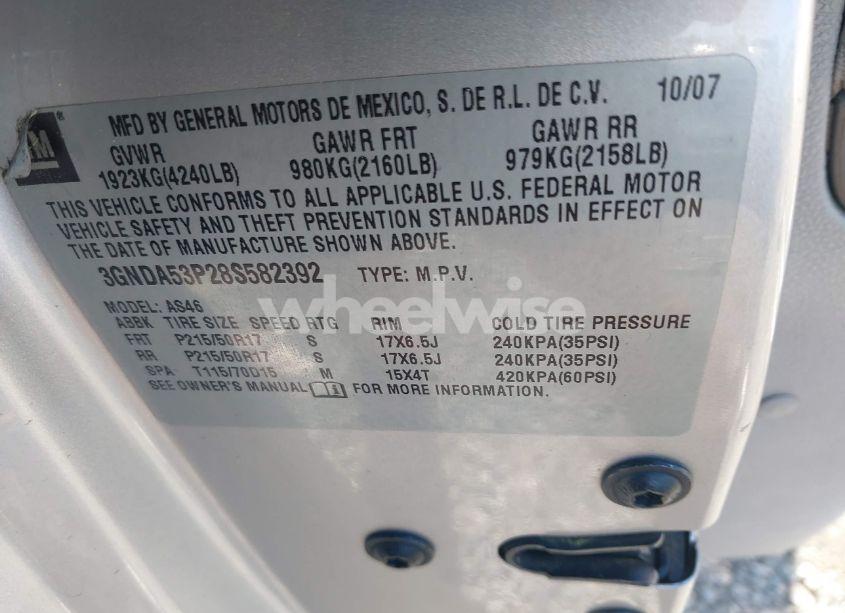 MFD BY GENERAL MOTORS DE MEXICO, S. DE R.L. DE C.V. 10/07
GVWR GAWR FRT GAWR RR
1923KG(4240LB) 980KG(2160LB) 979KG(2158LB)
THIS VEHICLE CONFORMS TO ALL APPLICABLE U.S. FEDERAL MOTOR
VEHICLE SAFETY AND THEFT PREVENTION STANDARDS IN EFFECT ON
THE DATE OF MANUFACTURE SHOWN ABOVE.
3GNDA53P28S582392 TYPE: M.P.V.
wheelwise
MODEL: AS46
ABBK TIRE SIZE SPEED RTG RIM COLD TIRE PRESSURE
FRT P215/50R17 S 17X6.5J 240KPA(35PSI)
RR P215/50R17 S 17X6.5J 240KPA(35PSI)
SPA T115/70D15 M 15X4T 420KPA(60PSI)
SEE OWNER'S MANUAL FOR MORE INFORMATION.